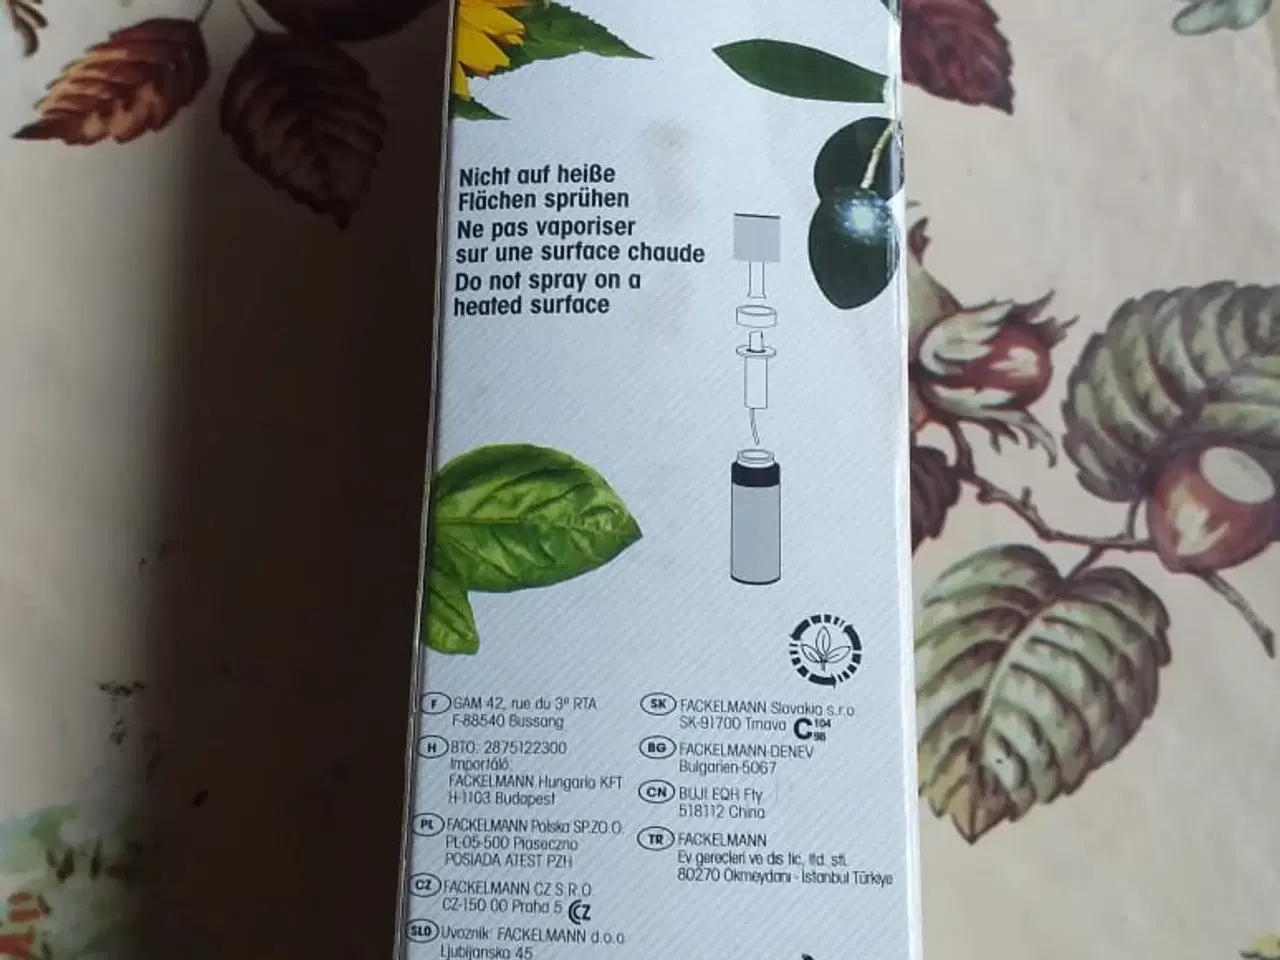 Nicht auf heiße
Flächen sprühen
Ne pas vaporiser
sur une surface chaude
Do not spray on a
heated surface
F GAM 42, rue du 3º RTA
F-88540 Bussang
H BTO: 2875122300
Importáló:
FACKELMANN Hungaria KFT
H-1103 Budapest
PL FACKELMANN Polska SP.ZO.O.
PL-05-500 Piaseczno
POSIADA ATEST PZH
CZ FACKELMANN CZ S.R.O
CZ-150 00 Praha 5 CZ
SLO Uvoznik: FACKELMANN d.o.o
Ljubljanska 45
SK FACKELMANN Slovakia s.r.o
SK-91700 Trnava C 104
98
BG FACKELMANN-DENEV
Bulgarien-5067
CN BUJI EQH Fty.
518112 China
TR FACKELMANN
Ev gerecleri ve dis tic. ltd. sti.
80270 Okmeydanı - İstanbul Türkiye